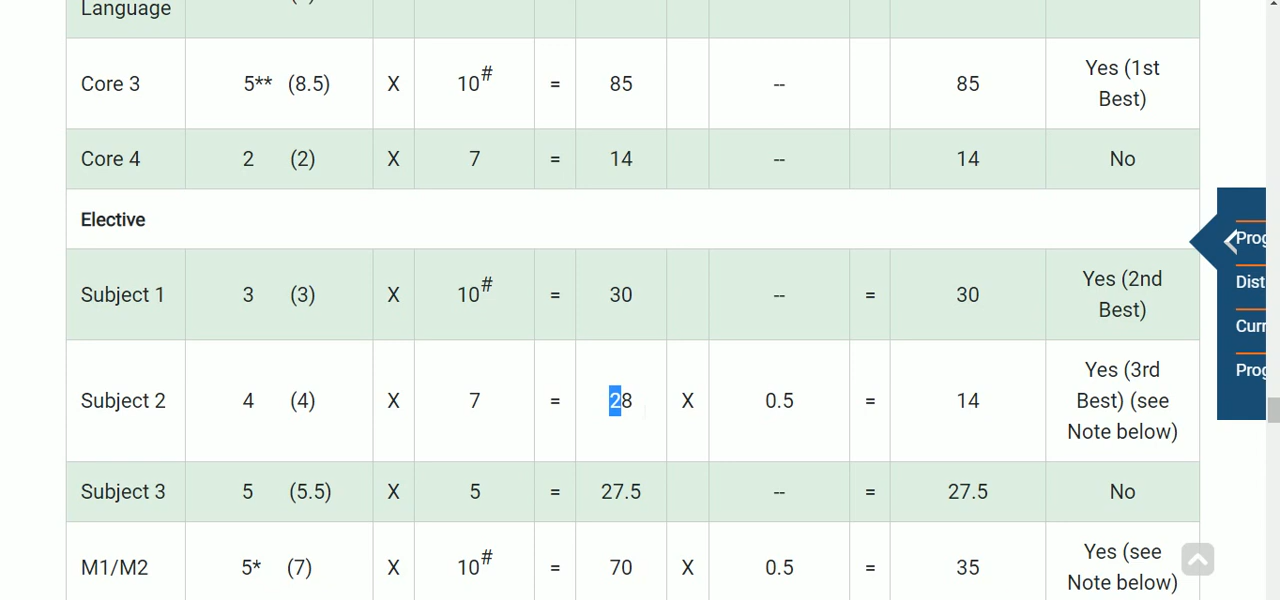 Language
Core 3 5** (8.5) X 10# = 85 -- 85 Yes (1st Best)
Core 4 2 (2) X 7 = 14 -- 14 No
Elective
Subject 1 3 (3) X 10# = 30 -- = 30 Yes (2nd Best)
Subject 2 4 (4) X 7 = 28 X 0.5 = 14 Yes (3rd Best) (see Note below)
Subject 3 5 (5.5) X 5 = 27.5 -- = 27.5 No
M1/M2 5* (7) X 10# = 70 X 0.5 = 35 Yes (see Note below)
Prog
Dist
Curr
Prog